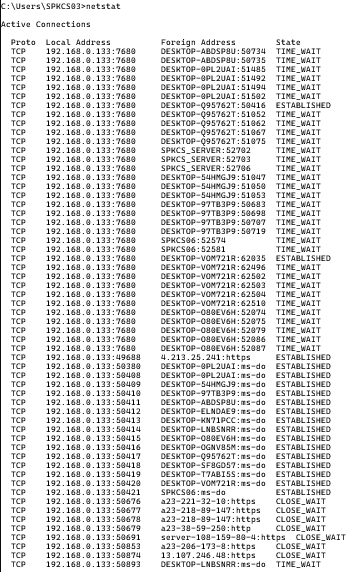 C:\Users\SPKCS03>netstat
Active Connections
Proto Local Address Foreign Address State
TCP 192.168.0.133:7680 DESKTOP-ABDSP8U:50734 TIME_WAIT
TCP 192.168.0.133:7680 DESKTOP-ABDSP8U:50735 TIME_WAIT
TCP 192.168.0.133:7680 DESKTOP-0PL2UAI:51485 TIME_WAIT
TCP 192.168.0.133:7680 DESKTOP-0PL2UAI:51492 TIME_WAIT
TCP 192.168.0.133:7680 DESKTOP-0PL2UAI:51494 TIME_WAIT
TCP 192.168.0.133:7680 DESKTOP-0PL2UAI:51502 TIME_WAIT
TCP 192.168.0.133:7680 DESKTOP-Q95762T:50416 ESTABLISHED
TCP 192.168.0.133:7680 DESKTOP-Q95762T:51052 TIME_WAIT
TCP 192.168.0.133:7680 DESKTOP-Q95762T:51062 TIME_WAIT
TCP 192.168.0.133:7680 DESKTOP-Q95762T:51067 TIME_WAIT
TCP 192.168.0.133:7680 DESKTOP-Q95762T:51075 TIME_WAIT
TCP 192.168.0.133:7680 SPKCS_SERVER:52702 TIME_WAIT
TCP 192.168.0.133:7680 SPKCS_SERVER:52703 TIME_WAIT
TCP 192.168.0.133:7680 SPKCS_SERVER:52706 TIME_WAIT
TCP 192.168.0.133:7680 DESKTOP-54HMGJ9:51047 TIME_WAIT
TCP 192.168.0.133:7680 DESKTOP-54HMGJ9:51050 TIME_WAIT
TCP 192.168.0.133:7680 DESKTOP-54HMGJ9:51053 TIME_WAIT
TCP 192.168.0.133:7680 DESKTOP-97TB3P9:50683 TIME_WAIT
TCP 192.168.0.133:7680 DESKTOP-97TB3P9:50698 TIME_WAIT
TCP 192.168.0.133:7680 DESKTOP-97TB3P9:50707 TIME_WAIT
TCP 192.168.0.133:7680 DESKTOP-97TB3P9:50719 TIME_WAIT
TCP 192.168.0.133:7680 SPKCS06:52574 TIME_WAIT
TCP 192.168.0.133:7680 SPKCS06:52581 TIME_WAIT
TCP 192.168.0.133:7680 DESKTOP-VOM721R:62035 ESTABLISHED
TCP 192.168.0.133:7680 DESKTOP-VOM721R:62496 TIME_WAIT
TCP 192.168.0.133:7680 DESKTOP-VOM721R:62502 TIME_WAIT
TCP 192.168.0.133:7680 DESKTOP-VOM721R:62503 TIME_WAIT
TCP 192.168.0.133:7680 DESKTOP-VOM721R:62504 TIME_WAIT
TCP 192.168.0.133:7680 DESKTOP-VOM721R:62510 TIME_WAIT
TCP 192.168.0.133:7680 DESKTOP-O80EV6H:52074 TIME_WAIT
TCP 192.168.0.133:7680 DESKTOP-O80EV6H:52075 TIME_WAIT
TCP 192.168.0.133:7680 DESKTOP-O80EV6H:52079 TIME_WAIT
TCP 192.168.0.133:7680 DESKTOP-O80EV6H:52086 TIME_WAIT
TCP 192.168.0.133:7680 DESKTOP-O80EV6H:52087 TIME_WAIT
TCP 192.168.0.133:49688 4.213.25.241:https ESTABLISHED
TCP 192.168.0.133:50380 DESKTOP-0PL2UAI:ms-do ESTABLISHED
TCP 192.168.0.133:50408 DESKTOP-0PL2UAI:ms-do ESTABLISHED
TCP 192.168.0.133:50409 DESKTOP-54HMGJ9:ms-do ESTABLISHED
TCP 192.168.0.133:50410 DESKTOP-97TB3P9:ms-do ESTABLISHED
TCP 192.168.0.133:50411 DESKTOP-ABDSP8U:ms-do ESTABLISHED
TCP 192.168.0.133:50412 DESKTOP-ELNDAE9:ms-do ESTABLISHED
TCP 192.168.0.133:50413 DESKTOP-KN71PCC:ms-do ESTABLISHED
TCP 192.168.0.133:50414 DESKTOP-LNBSNRR:ms-do ESTABLISHED
TCP 192.168.0.133:50415 DESKTOP-O80EV6H:ms-do ESTABLISHED
TCP 192.168.0.133:50416 DESKTOP-OGNV85M:ms-do ESTABLISHED
TCP 192.168.0.133:50417 DESKTOP-Q95762T:ms-do ESTABLISHED
TCP 192.168.0.133:50418 DESKTOP-SF8GD57:ms-do ESTABLISHED
TCP 192.168.0.133:50419 DESKTOP-T7ABI5S:ms-do ESTABLISHED
TCP 192.168.0.133:50420 DESKTOP-VOM721R:ms-do ESTABLISHED
TCP 192.168.0.133:50421 SPKCS06:ms-do ESTABLISHED
TCP 192.168.0.133:50676 a23-221-32-10:https CLOSE_WAIT
TCP 192.168.0.133:50677 a23-218-89-147:https CLOSE_WAIT
TCP 192.168.0.133:50678 a23-218-89-147:https CLOSE_WAIT
TCP 192.168.0.133:50679 a23-38-59-250:http CLOSE_WAIT
TCP 192.168.0.133:50691 server-108-159-80-4:https CLOSE_WAIT
TCP 192.168.0.133:50853 a23-206-173-8:https CLOSE_WAIT
TCP 192.168.0.133:50874 13.107.246.48:https CLOSE_WAIT
TCP 192.168.0.133:50893 DESKTOP-LNBSNRR:ms-do TIME_WAIT